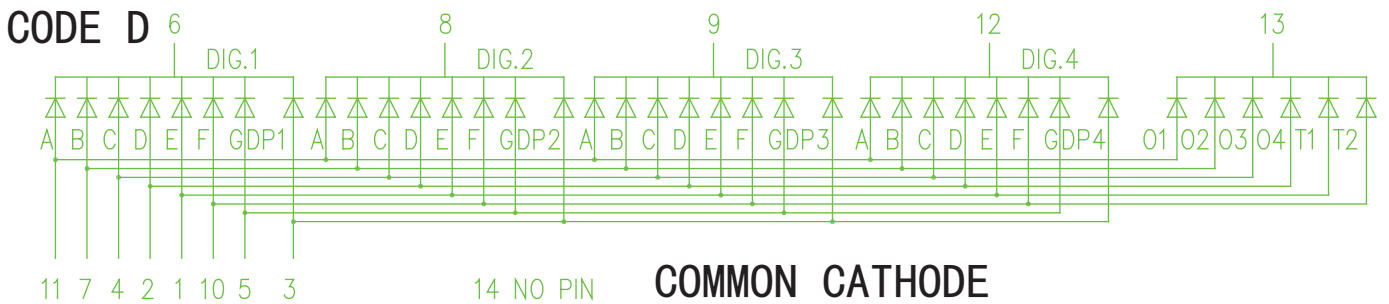 CODE D 6 8 9 12 13
DIG.1 DIG.2 DIG.3 DIG.4
A B C D E F G DP1 A B C D E F G DP2 A B C D E F G DP3 A B C D E F G DP4 O1 O2 O3 O4 T1 T2
11 7 4 2 1 10 5 3 14 NO PIN COMMON CATHODE